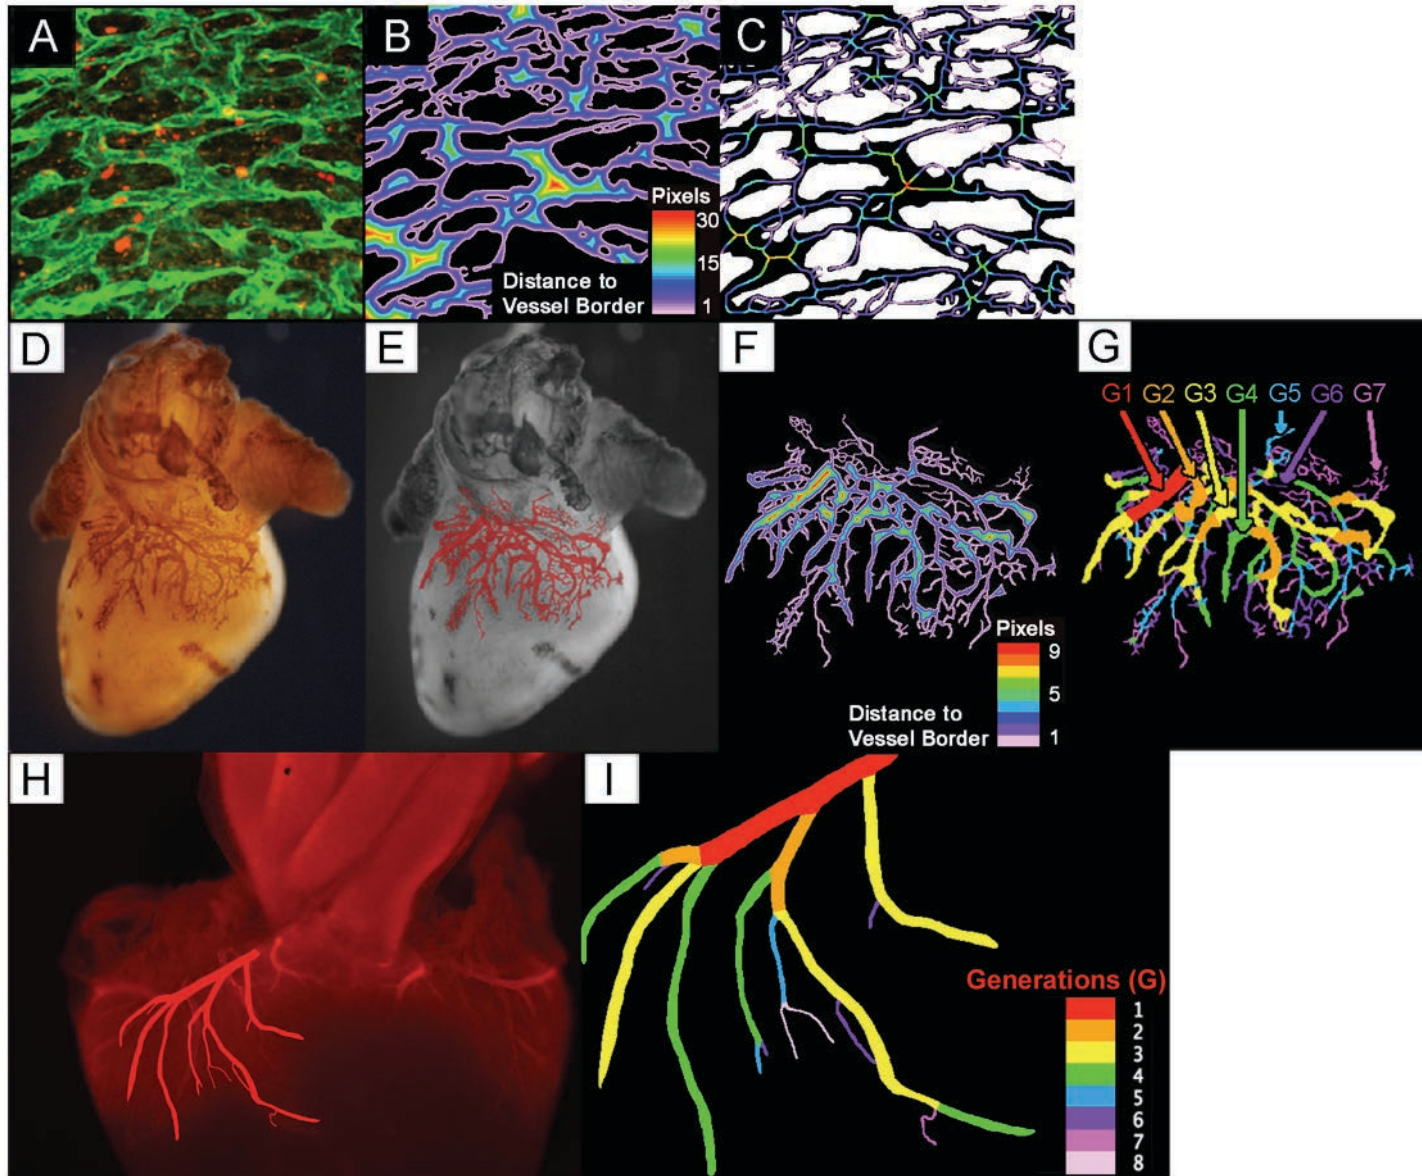 A
B
C
Pixels
30
15
1
Distance to
Vessel Border
D
E
F
G
G1 G2 G3 G4 G5 G6 G7
Pixels
9
5
1
Distance to
Vessel Border
H
I
Generations (G)
1
2
3
4
5
6
7
8